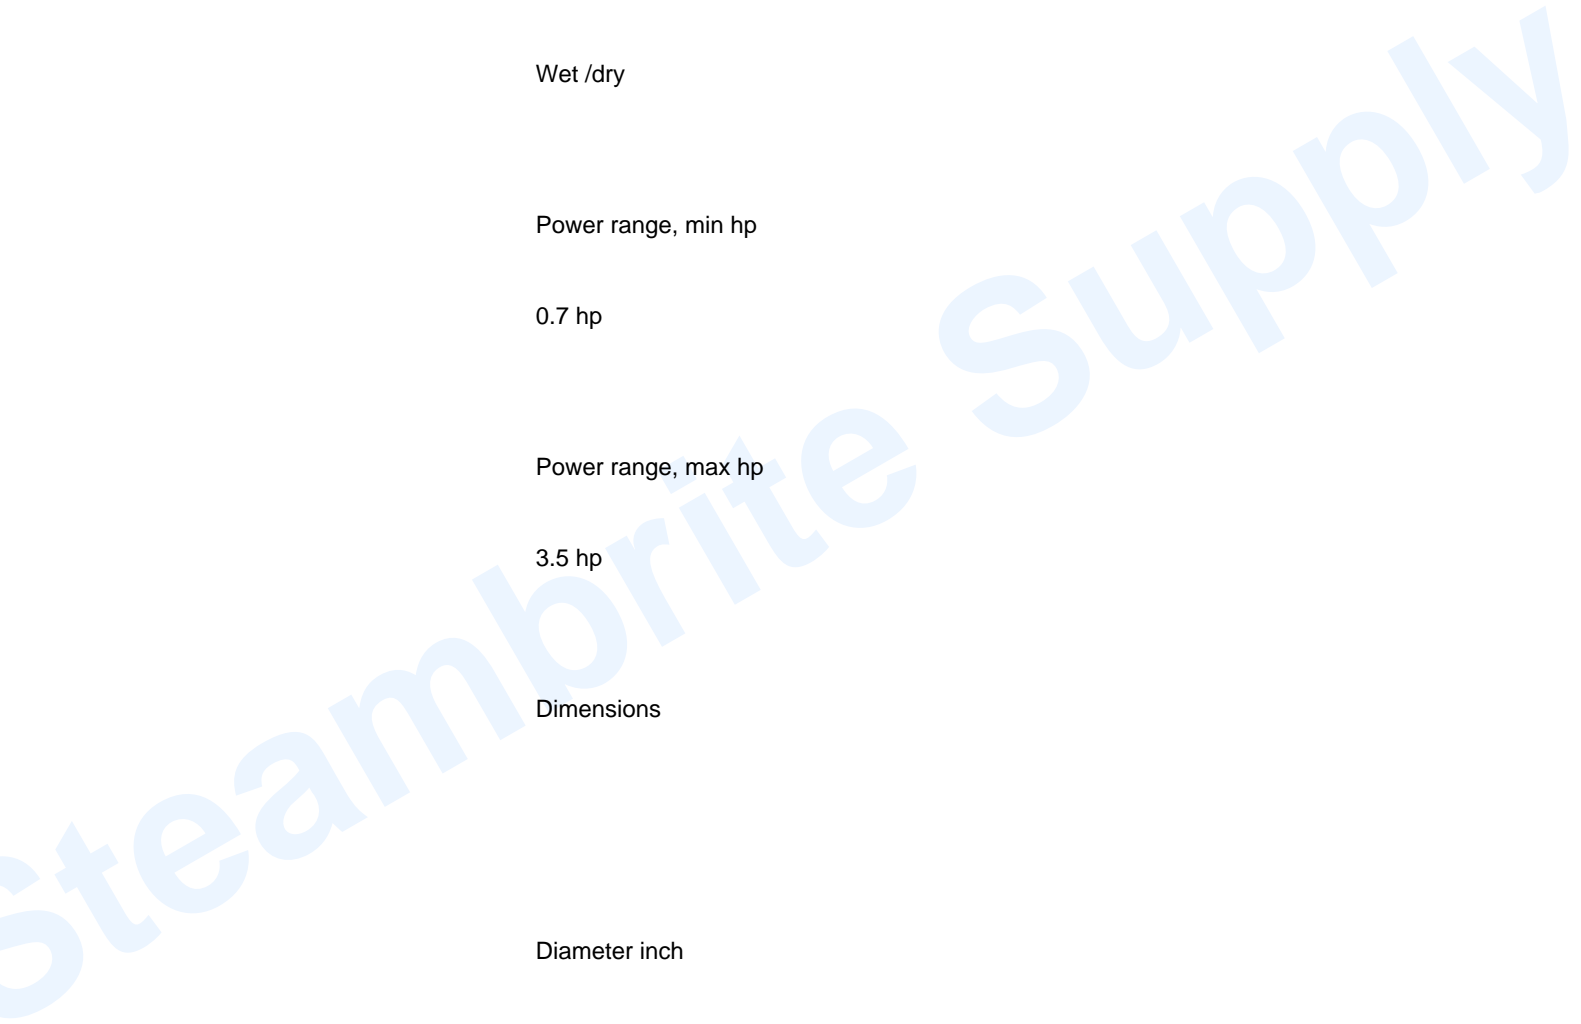 Wet /dry
Power range, min hp
0.7 hp
Power range, max hp
3.5 hp
Dimensions
Diameter inch
Steambrite Supply